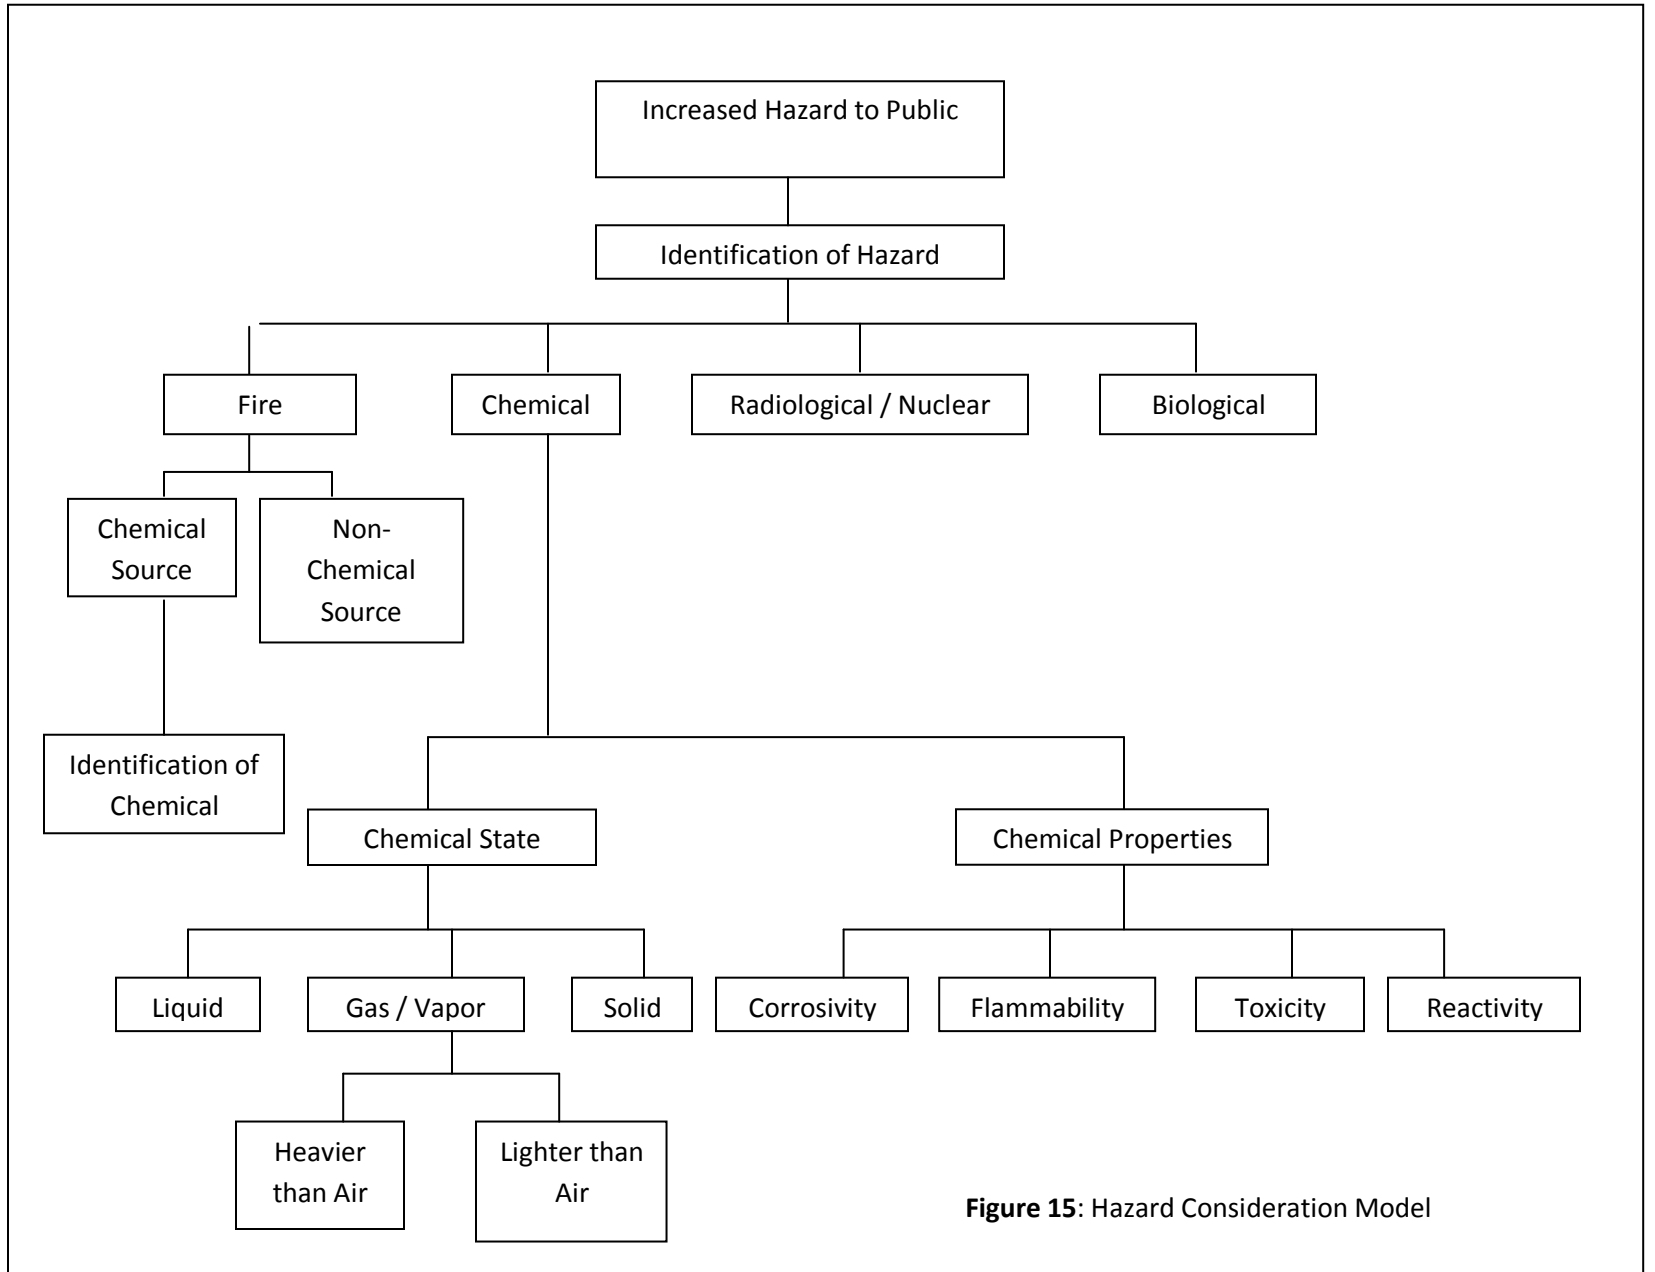 Increased Hazard to Public
Identification of Hazard
Fire
Chemical
Radiological / Nuclear
Biological
Chemical
Source
Non-
Chemical
Source
Identification of
Chemical
Chemical State
Chemical Properties
Liquid
Gas / Vapor
Solid
Corrosivity
Flammability
Toxicity
Reactivity
Heavier
than Air
Lighter than
Air
Figure 15: Hazard Consideration Model